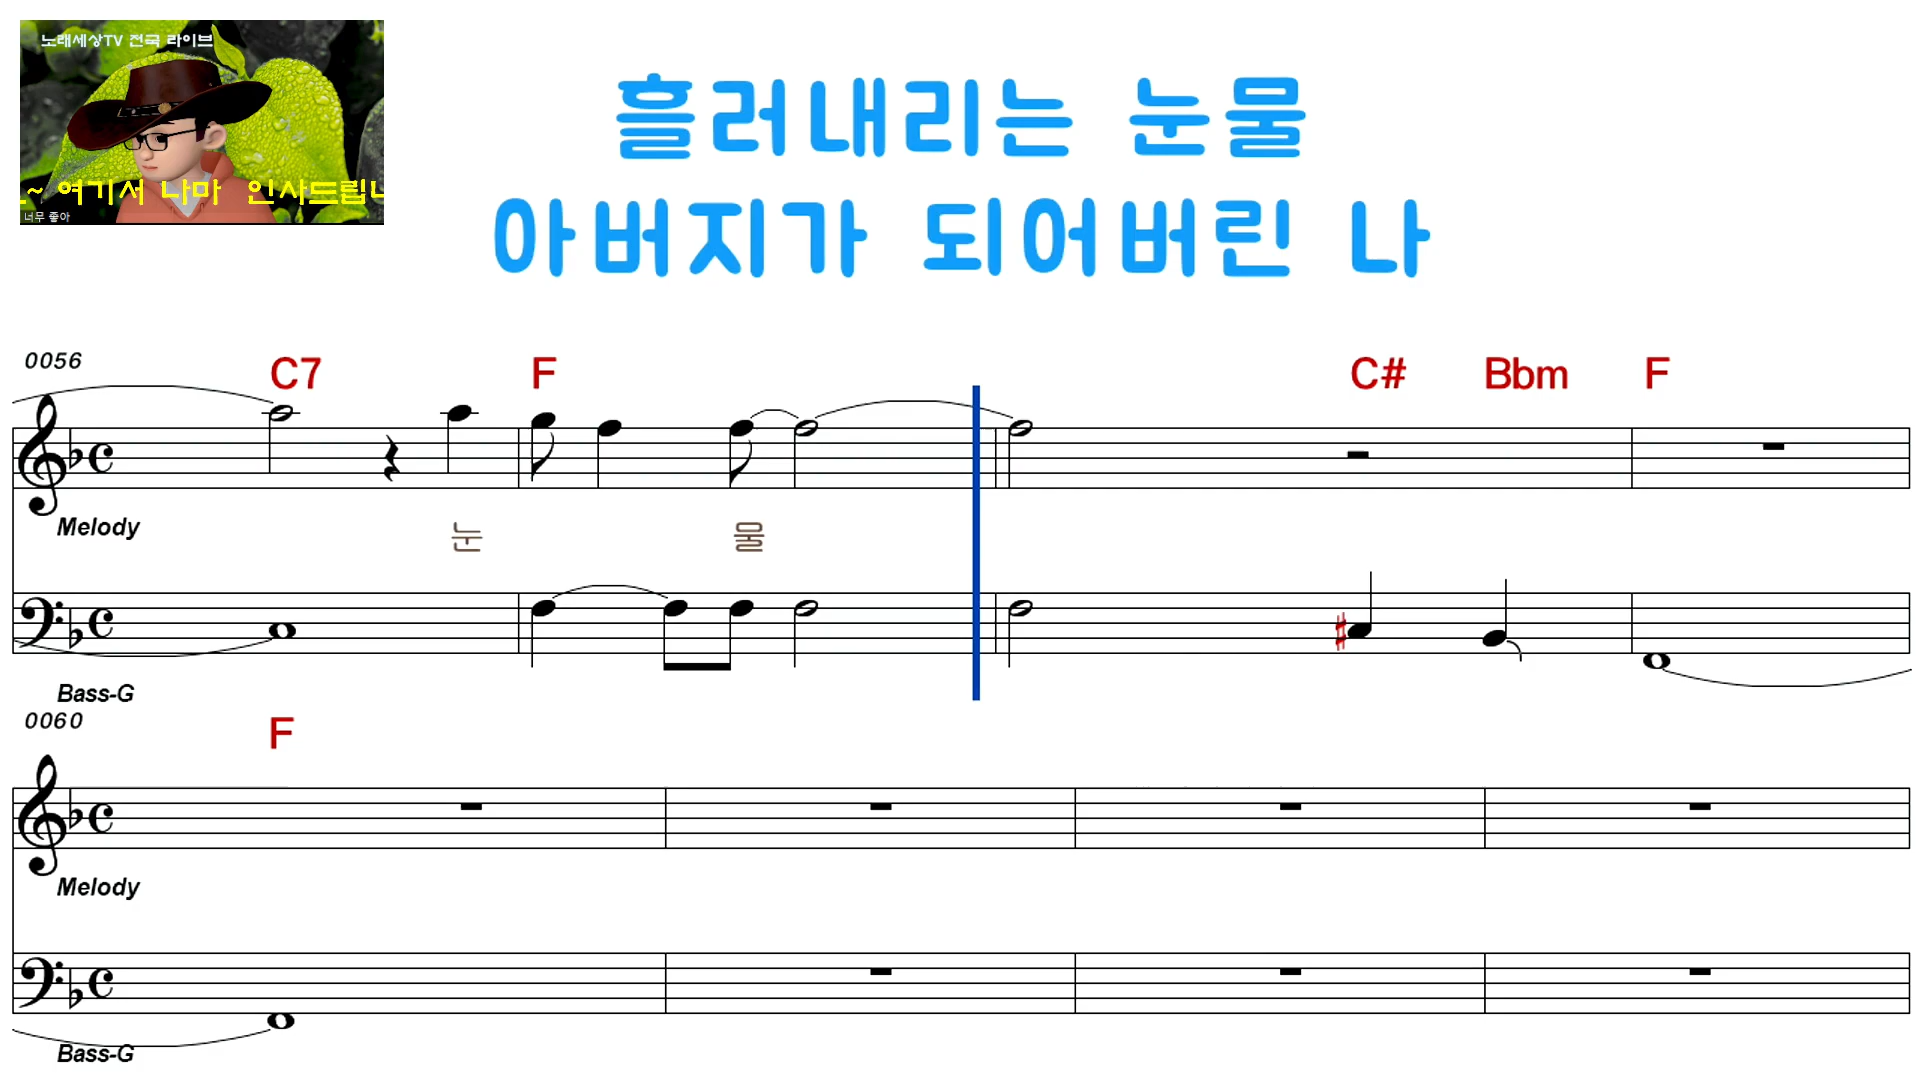 노래세상TV 전국 라이브
~ 여기서 나마 인사드립니
너무 좋아
흘러내리는 눈물
아버지가 되어버린 나
0056
C7 F C# Bbm F
Melody
눈 물
Bass-G
0060
F
Melody
Bass-G